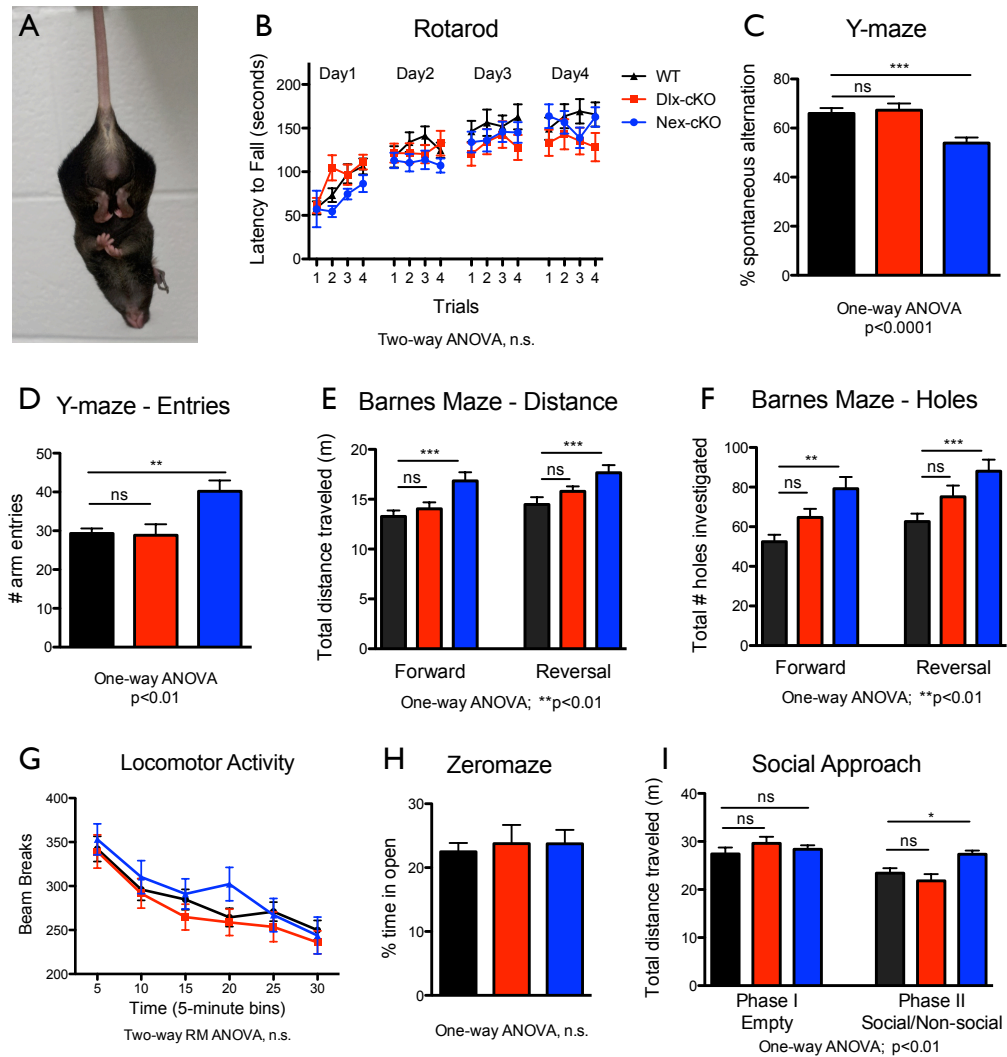 A
B
Rotarod
Day1 Day2 Day3 Day4
WT
Dlx-cKO
Nex-cKO
Latency to Fall (seconds)
200
150
100
50
0
1 2 3 4 1 2 3 4 1 2 3 4 1 2 3 4
Trials
Two-way ANOVA, n.s.
C
Y-maze
% spontaneous alternation
80
60
40
20
0
***
ns
One-way ANOVA
p<0.0001
D
Y-maze - Entries
# arm entries
50
40
30
20
10
0
**
ns
One-way ANOVA
p<0.01
E
Barnes Maze - Distance
Total distance traveled (m)
20
15
10
5
0
***
ns
***
ns
Forward Reversal
One-way ANOVA; **p<0.01
F
Barnes Maze - Holes
Total # holes investigated
100
80
60
40
20
0
**
ns
***
ns
Forward Reversal
One-way ANOVA; **p<0.01
G
Locomotor Activity
Beam Breaks
400
350
300
250
200
5 10 15 20 25 30
Time (5-minute bins)
Two-way RM ANOVA, n.s.
H
Zeromaze
% time in open
30
20
10
0
One-way ANOVA, n.s.
I
Social Approach
Total distance traveled (m)
40
30
20
10
0
ns
ns
*
ns
Phase I Phase II
Empty Social/Non-social
One-way ANOVA; p<0.01